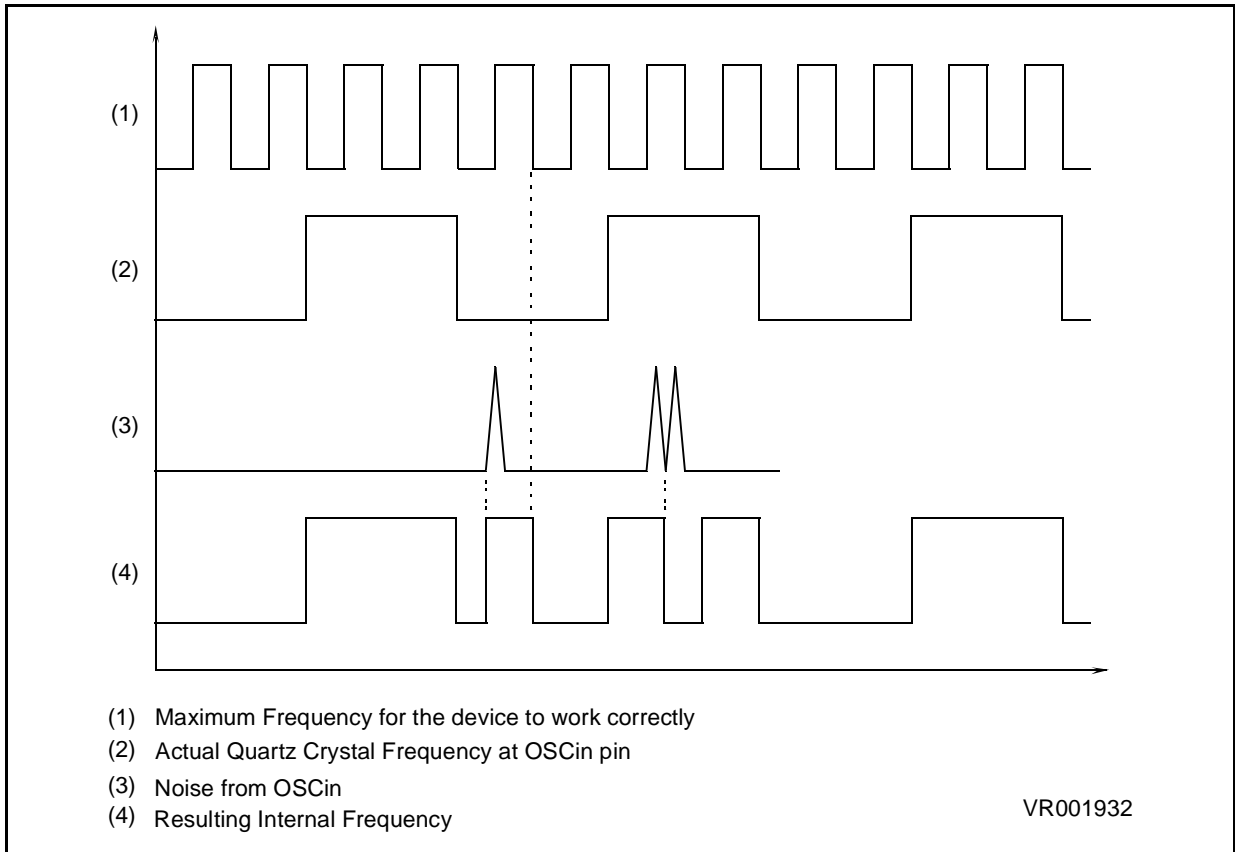 (1)
(2)
(3)
(4)
(1) Maximum Frequency for the device to work correctly
(2) Actual Quartz Crystal Frequency at OSCin pin
(3) Noise from OSCin
(4) Resulting Internal Frequency
VR001932